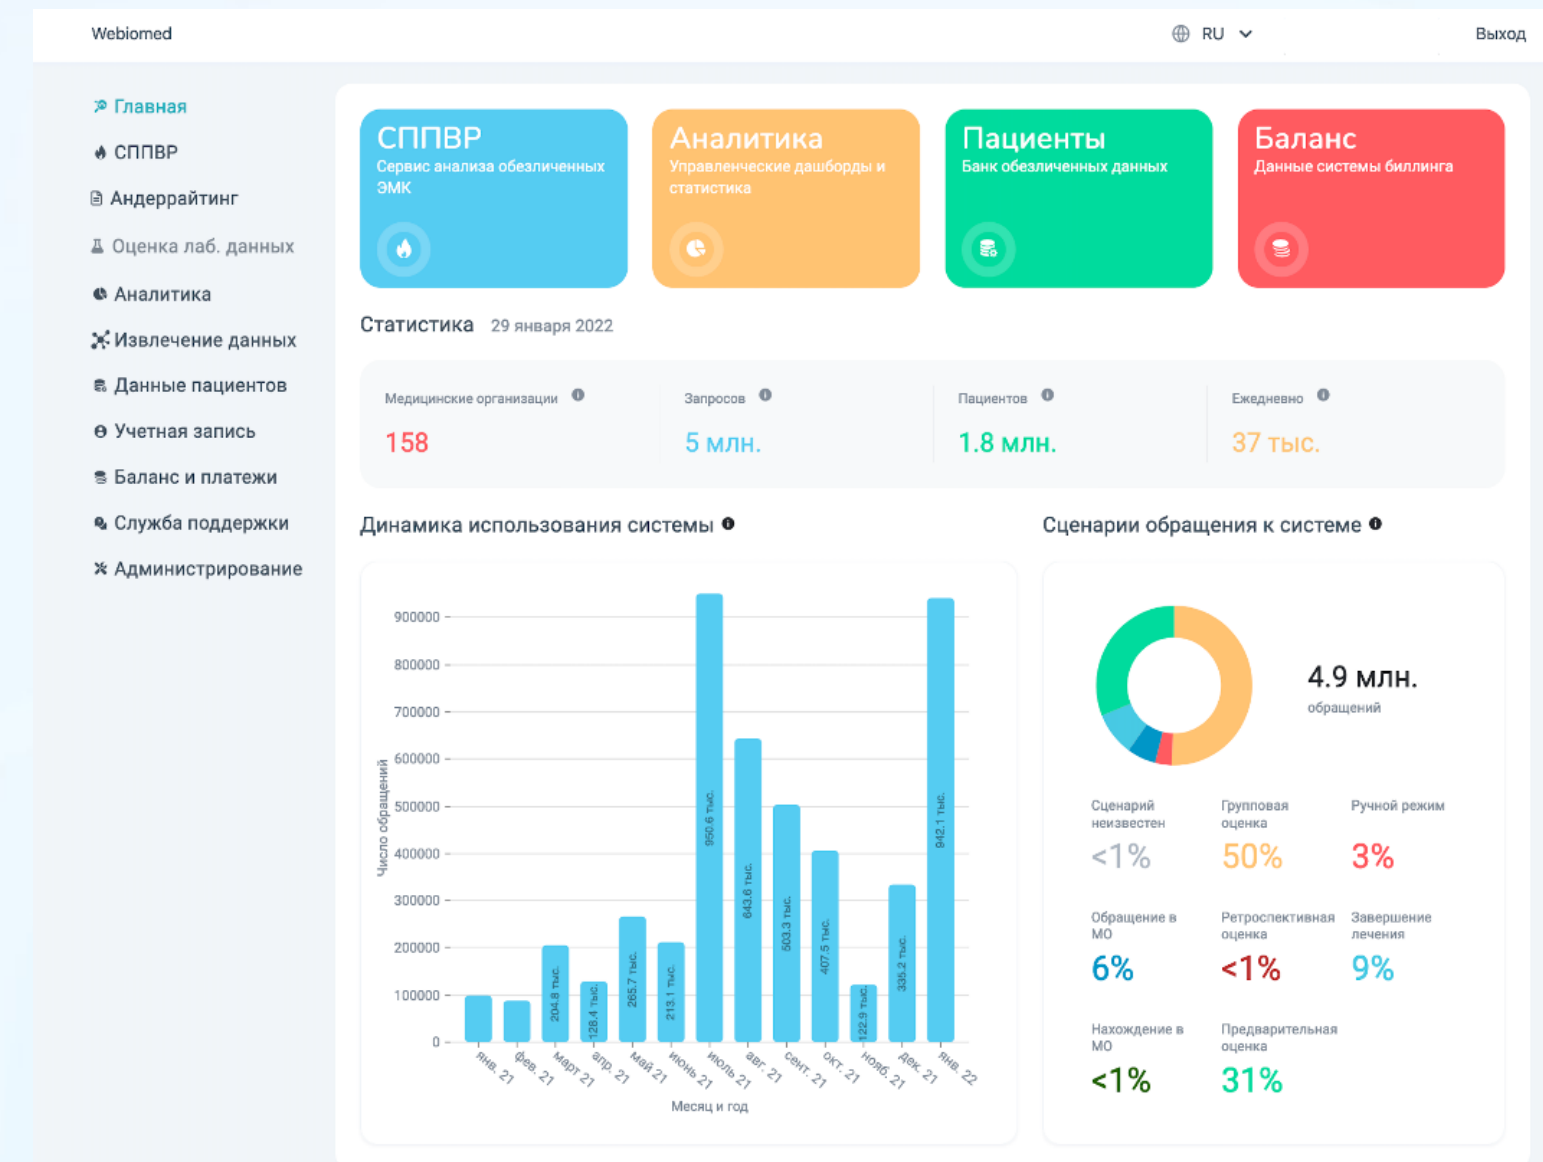 Webiomed
RU
Выход
Главная
СППВР
Андеррайтинг
Оценка лаб. данных
Аналитика
Извлечение данных
Данные пациентов
Учетная запись
Баланс и платежи
Служба поддержки
Администрирование
СППВР
Сервис анализа обезличенных
ЭМК
Аналитика
Управленческие дашборды и
статистика
Пациенты
Банк обезличенных данных
Баланс
Данные системы биллинга
Статистика 29 января 2022
Медицинские организации
158
Запросов
5 млн.
Пациентов
1.8 млн.
Ежедневно
37 тыс.
Динамика использования системы
Число обращений
900000
800000
700000
600000
500000
400000
300000
200000
100000
0
204.8 тыс.
128.4 тыс.
265.7 тыс.
213.1 тыс.
950.6 тыс.
643.6 тыс.
503.3 тыс.
407.5 тыс.
122.9 тыс.
335.2 тыс.
942.1 тыс.
янв. 21
фев. 21
март 21
апр. 21
май 21
июнь 21
июль 21
авг. 21
сент. 21
окт. 21
нояб. 21
дек. 21
янв. 22
Месяц и год
Сценарии обращения к системе
4.9 млн.
обращений
Сценарий
неизвестен
<1%
Групповая
оценка
50%
Ручной режим
3%
Обращение в
МО
6%
Ретроспективная
оценка
<1%
Завершение
лечения
9%
Нахождение в
МО
<1%
Предварительная
оценка
31%